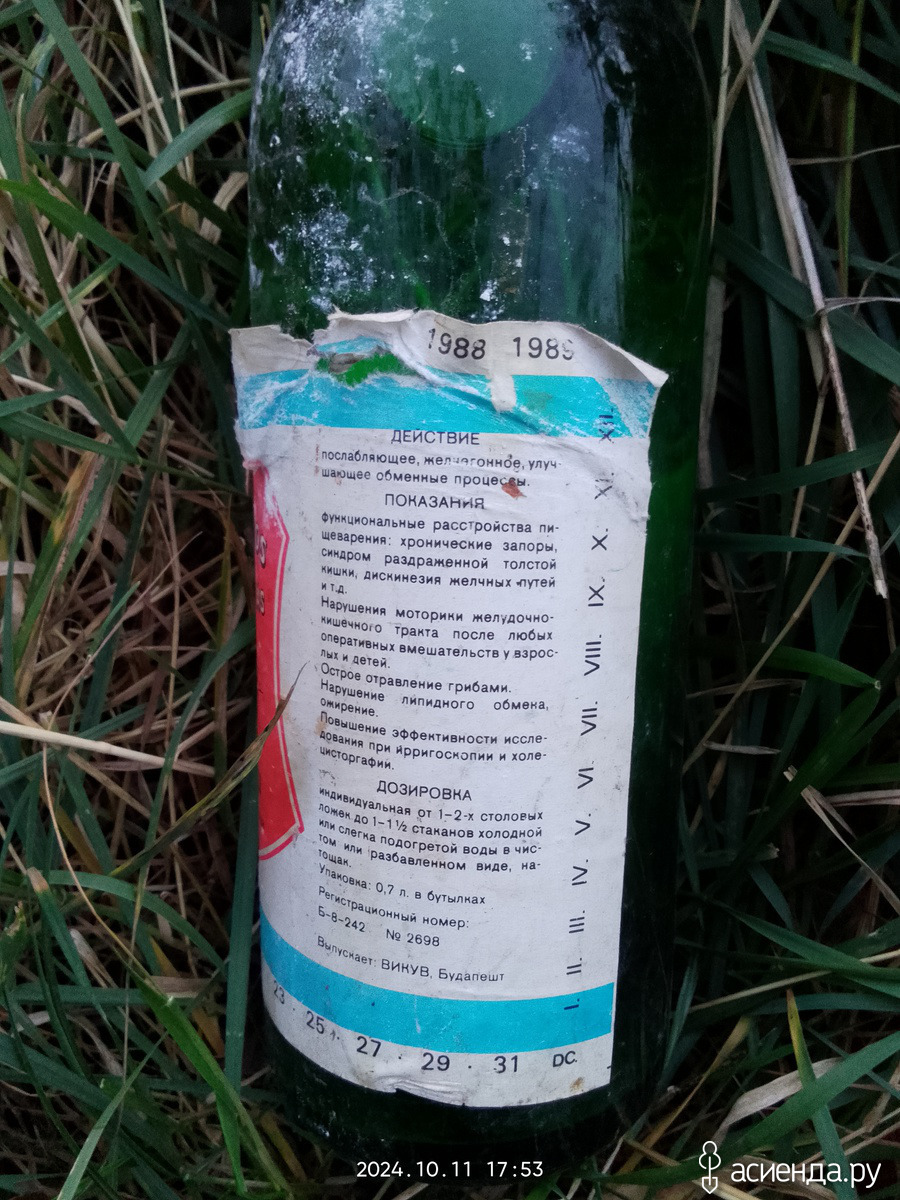 1988 1989
ДЕЙСТВИЕ
послабляющее, желчегонное, улуч-
шающее обменные процессы.
ПОКАЗАНИЯ
функциональные расстройства пи-
щеварения: хронические запоры,
синдром раздраженной толстой
кишки, дискинезия желчных путей
и т.д.
Нарушения моторики желудочно-
кишечного тракта после любых
оперативных вмешательств у взрос-
лых и детей.
Острое отравление грибами.
Нарушение липидного обмена,
ожирение.
Повышение эффективности иссле-
дования при ирригоскопии и холе-
цисторгафии.
ДОЗИРОВКА
индивидуальная от 1–2-х столовых
ложек до 1–1½ стаканов холодной
или слегка подогретой воды в чис-
том или разбавленном виде, на-
тощак.
Упаковка: 0,7 л. в бутылках
Регистрационный номер:
Б-8-242 № 2698
Выпускает: ВИКУВ, Будапешт
I. II. III. IV. V. VI. VII. VIII. IX. X. XI. XII.
23 · 25 · 27 · 29 · 31 DC.
2024.10.11 17:53
асиенда.ру